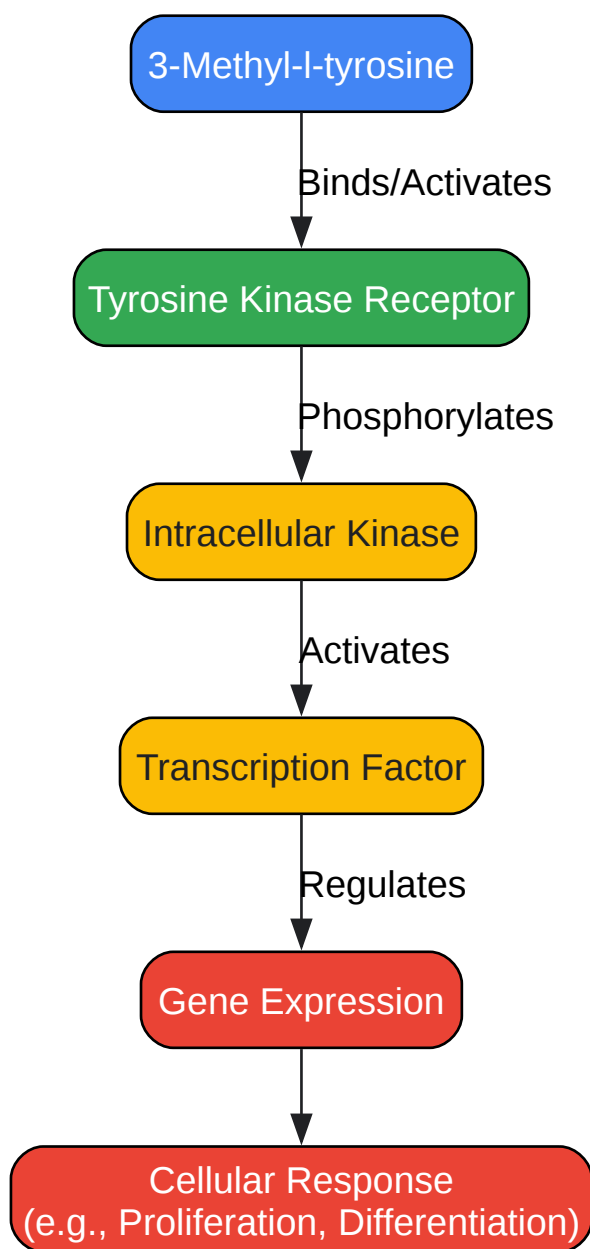 3-Methyl-l-tyrosine
Binds/Activates
Tyrosine Kinase Receptor
Phosphorylates
Intracellular Kinase
Activates
Transcription Factor
Regulates
Gene Expression
Cellular Response
(e.g., Proliferation, Differentiation)